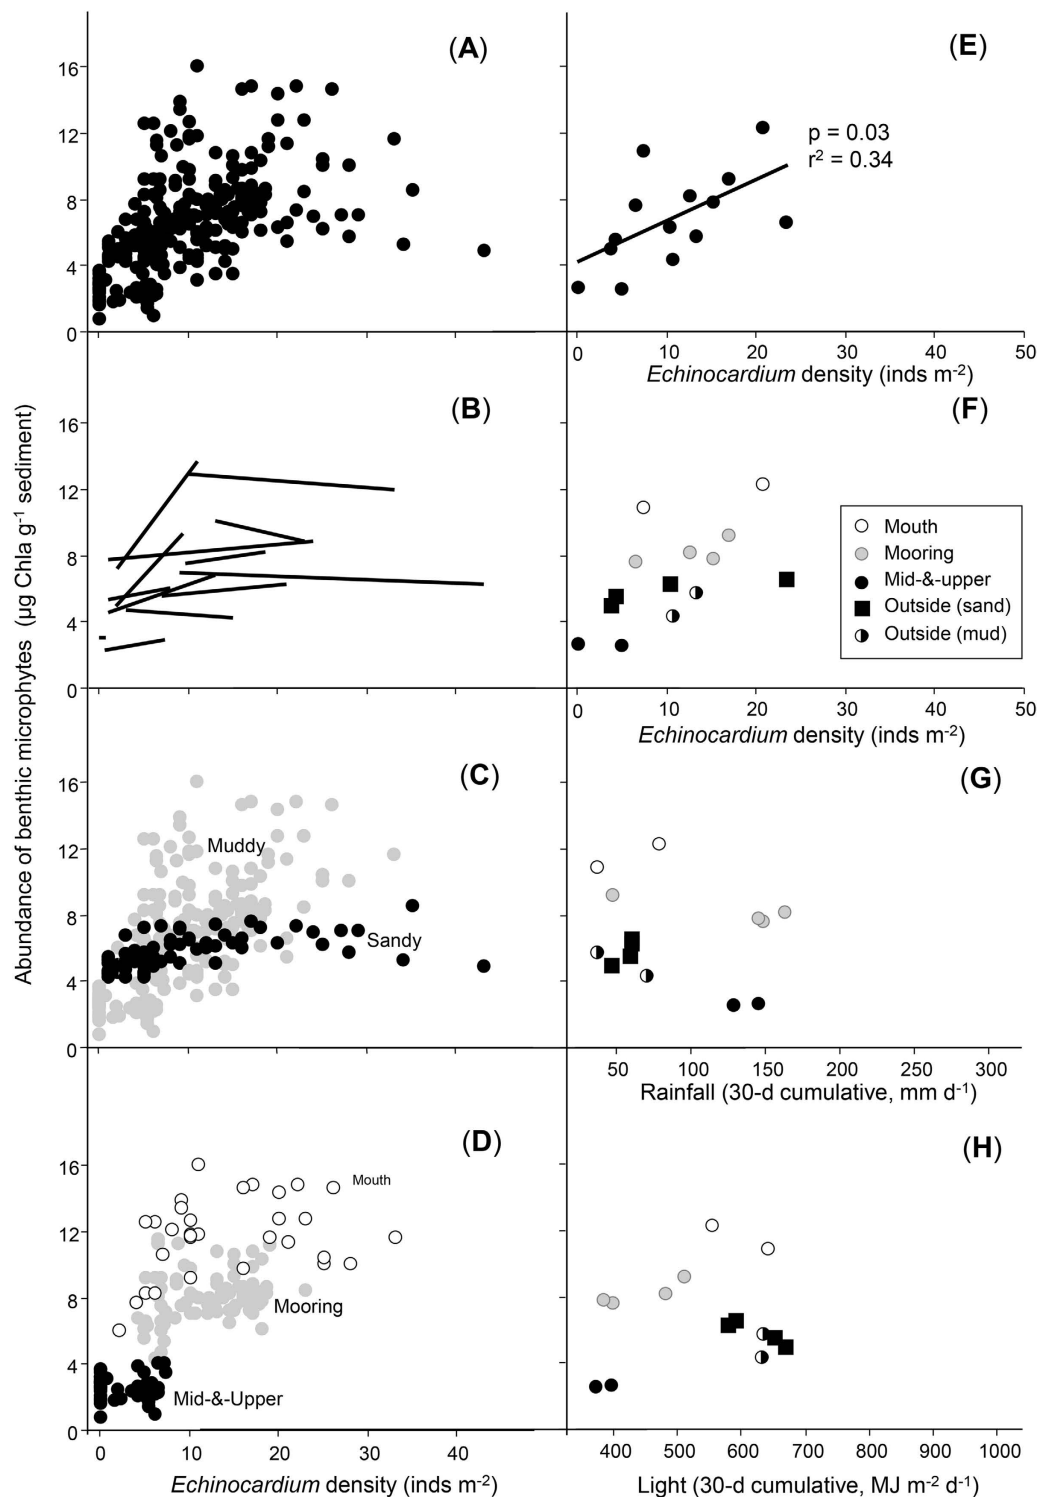 Abundance of benthic microphytes (µg Chla g-1 sediment)
(A)
16
12
8
4
0
(E)
p = 0.03
r2 = 0.34
0 10 20 30 40 50
Echinocardium density (inds m-2)
(B)
16
12
8
4
0
(F)
Mouth
Mooring
Mid-&-upper
Outside (sand)
Outside (mud)
0 10 20 30 40 50
Echinocardium density (inds m-2)
(C)
16
12
8
4
0
Muddy
Sandy
(G)
50 100 150 200 250 300
Rainfall (30-d cumulative, mm d-1)
(D)
16
12
8
4
0
Mouth
Mooring
Mid-&-Upper
0 10 20 30 40
Echinocardium density (inds m-2)
(H)
400 500 600 700 800 900 1000
Light (30-d cumulative, MJ m-2 d-1)